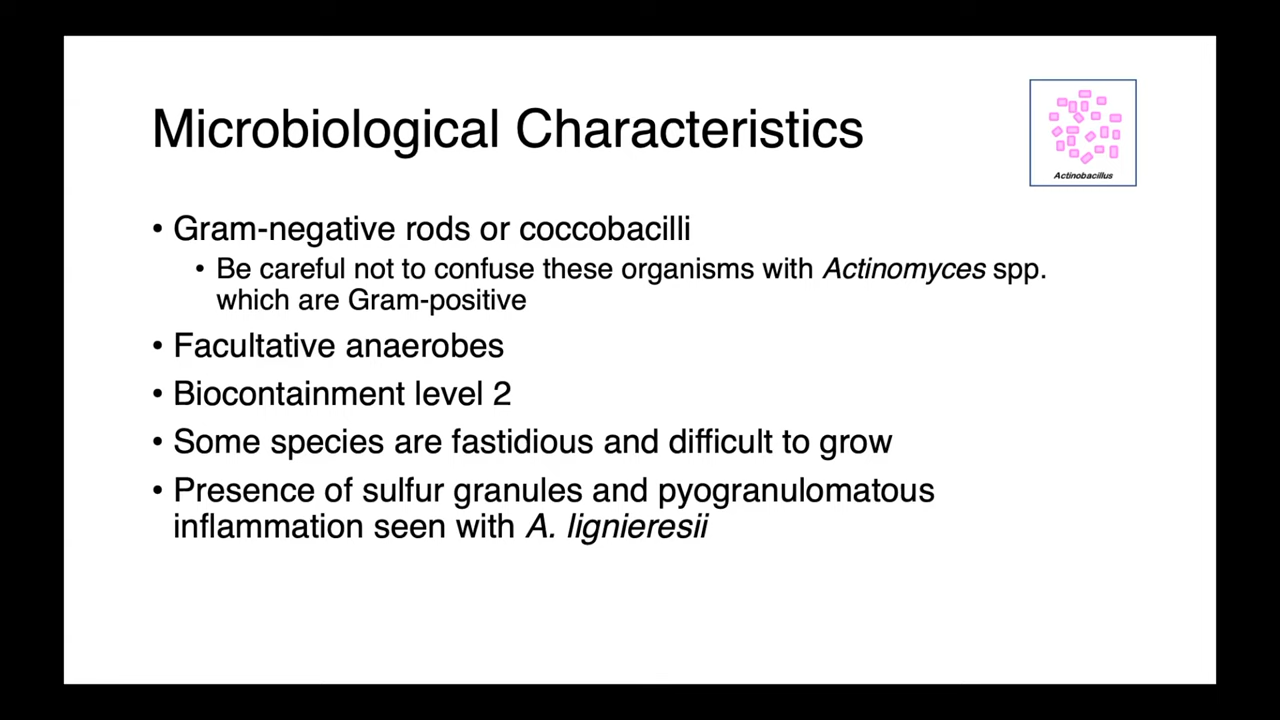 Microbiological Characteristics
Actinobacillus
• Gram-negative rods or coccobacilli
• Be careful not to confuse these organisms with Actinomyces spp.
which are Gram-positive
• Facultative anaerobes
• Biocontainment level 2
• Some species are fastidious and difficult to grow
• Presence of sulfur granules and pyogranulomatous
inflammation seen with A. lignieresii